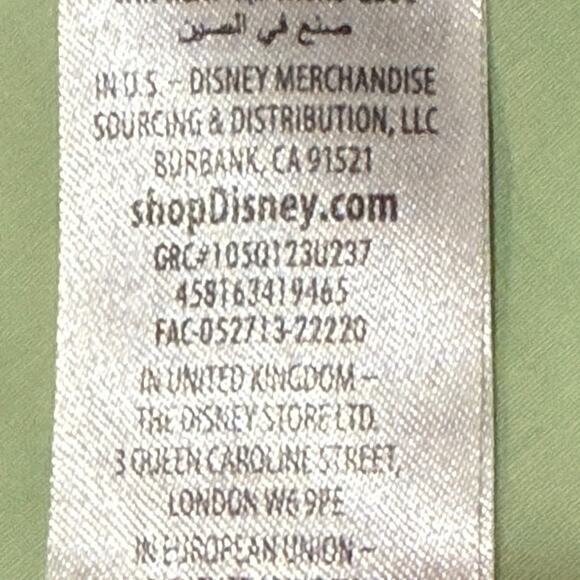 صنع في الصين
IN U.S. – DISNEY MERCHANDISE
SOURCING & DISTRIBUTION, LLC
BURBANK, CA 91521
shopDisney.com
GRC#105Q123U237
458163419465
FAC-052713-22220
IN UNITED KINGDOM –
THE DISNEY STORE LTD.
3 QUEEN CAROLINE STREET,
LONDON W6 9PE
IN EUROPEAN UNION –